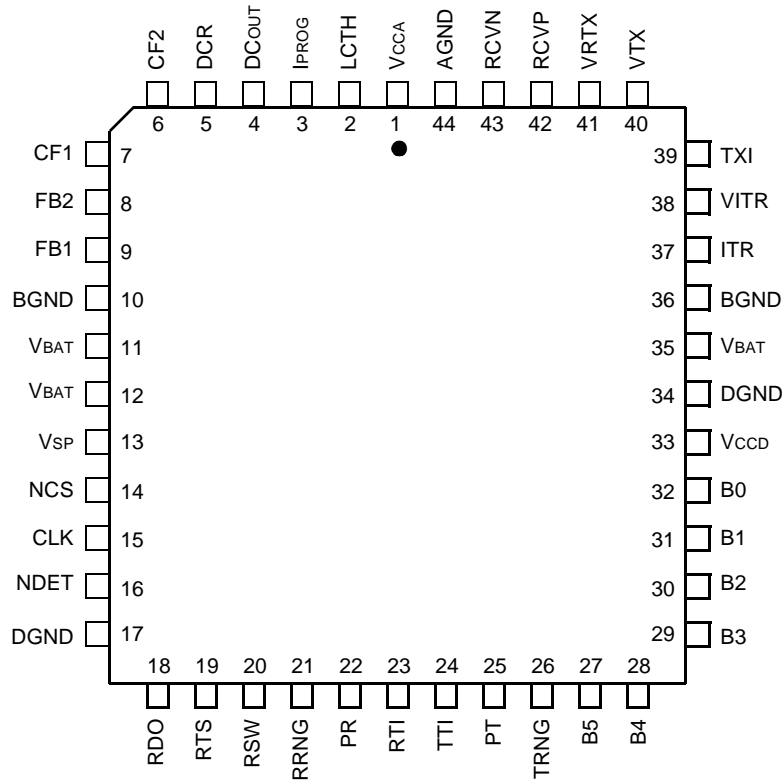 CF2 DCR DCOUT IPROG LCTH VCCA AGND RCVN RCVP VRTX VTX
6 5 4 3 2 1 44 43 42 41 40
CF1 7 39 TXI
FB2 8 38 VITR
FB1 9 37 ITR
BGND 10 36 BGND
VBAT 11 35 VBAT
VBAT 12 34 DGND
VSP 13 33 VCCD
NCS 14 32 B0
CLK 15 31 B1
NDET 16 30 B2
DGND 17 29 B3
18 19 20 21 22 23 24 25 26 27 28
RDO RTS RSW RRNG PR RTI TTI PT TRNG B5 B4